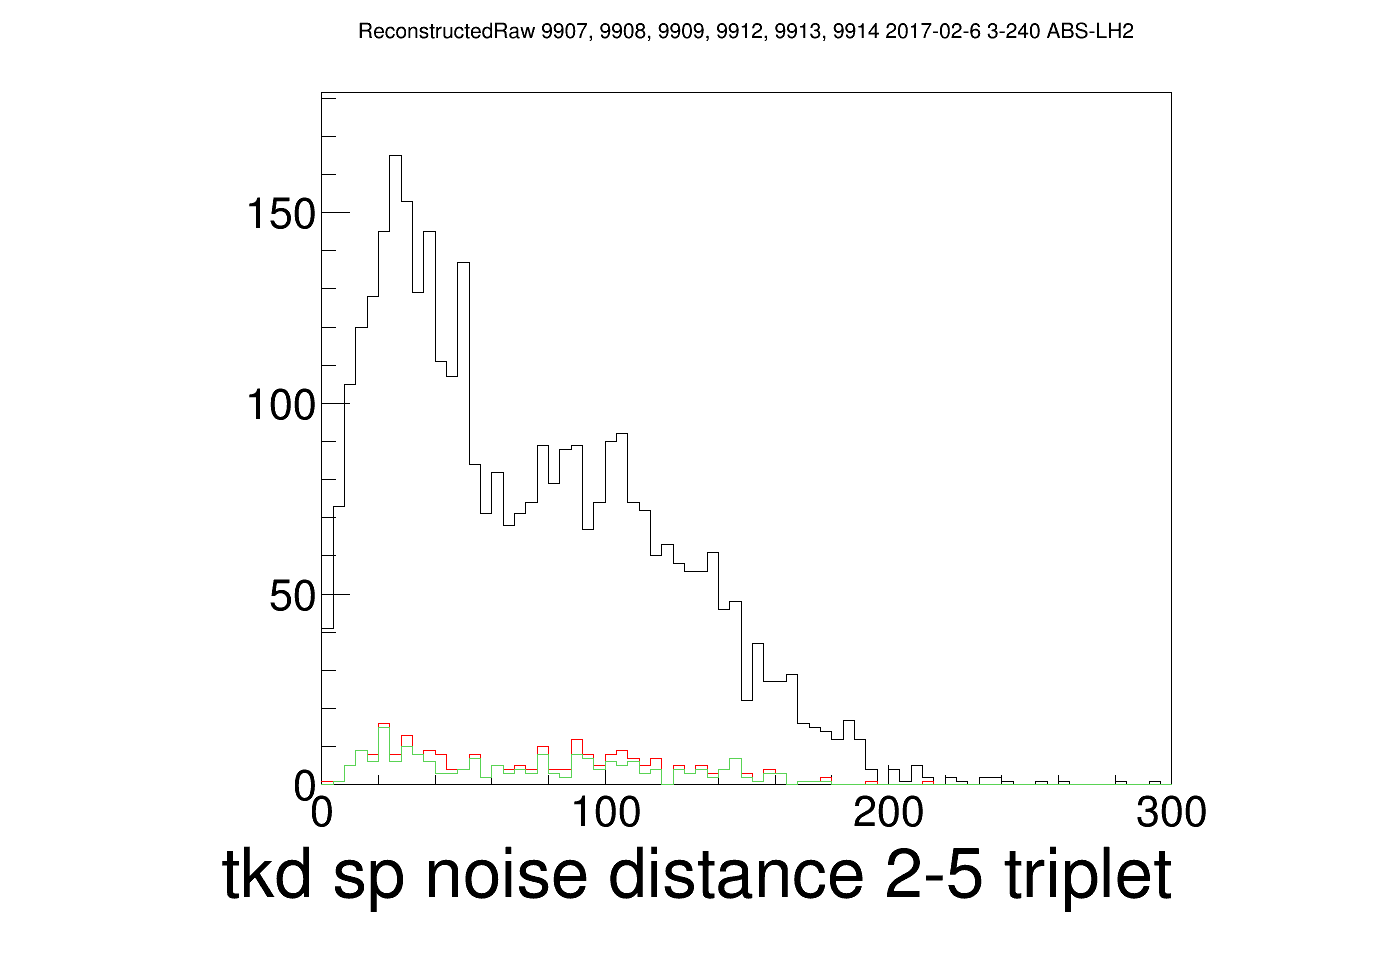 ReconstructedRaw 9907, 9908, 9909, 9912, 9913, 9914 2017-02-6 3-240 ABS-LH2
150
100
50
0
0 100 200 300
tkd sp noise distance 2-5 triplet